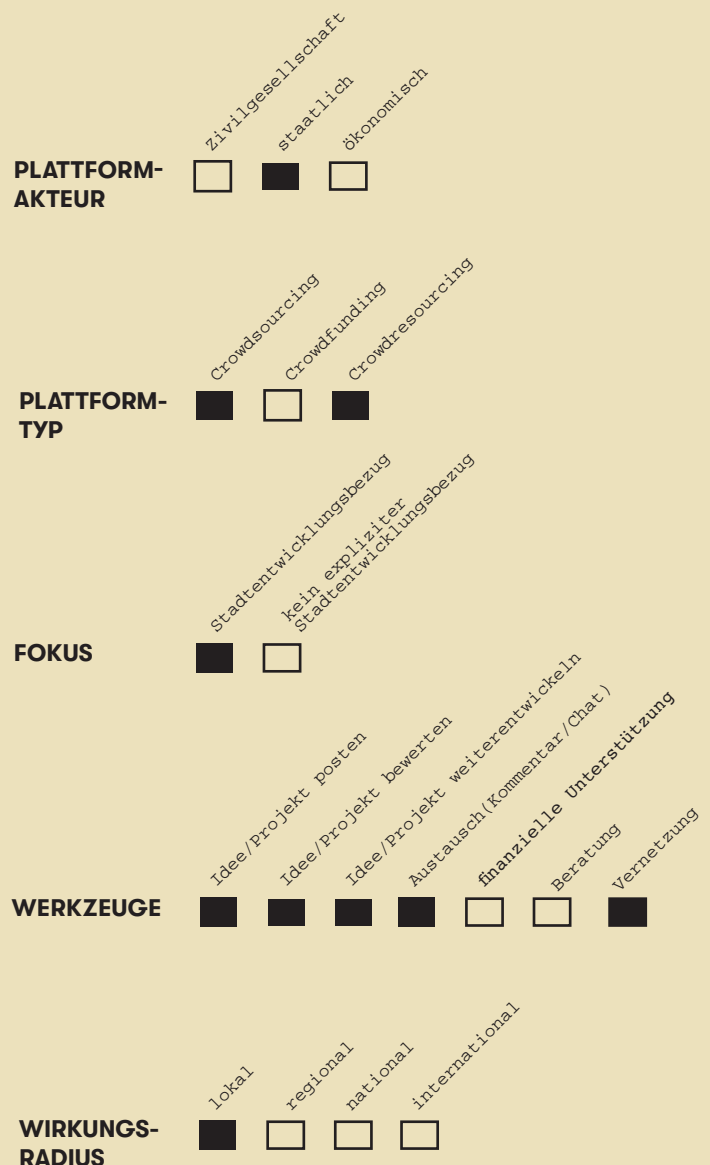 Zivilgesellschaft
staatlich
ökonomisch
PLATTFORM-
AKTEUR
Crowdsourcing
Crowdfunding
Crowdresourcing
PLATTFORM-
TYP
Stadtentwicklungsbezug
kein expliziter
Stadtentwicklungsbezug
FOKUS
Idee/Projekt posten
Idee/Projekt bewerten
Idee/Projekt weiterentwickeln
Austausch(Kommentar/Chat)
finanzielle Unterstützung
Beratung
Vernetzung
WERKZEUGE
lokal
regional
national
international
WIRKUNGS-
RADIUS